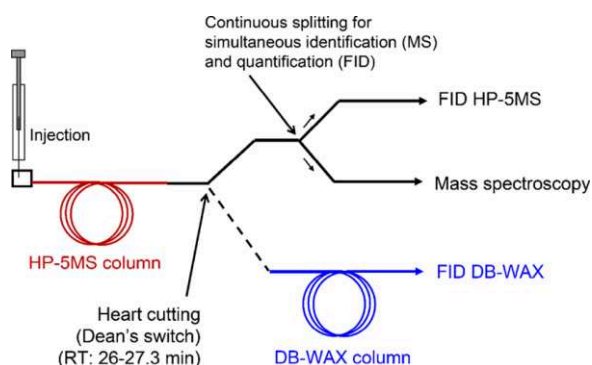 Continuous splitting for
simultaneous identification (MS)
and quantification (FID)
FID HP-5MS
Injection
Mass spectroscopy
HP-5MS column
FID DB-WAX
Heart cutting
(Dean's switch)
(RT: 26-27.3 min)
DB-WAX column